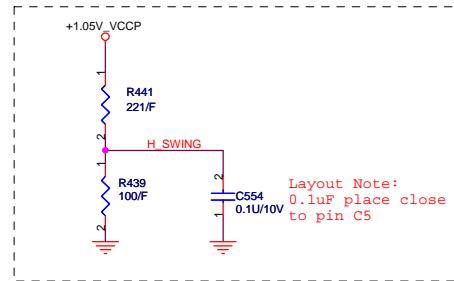 +1.05V_VCCP
1
R441
221/F
2
H_SWING
1
R439
100/F
2
2
C554
0.1U/10V
1
Layout Note:
0.1uF place close
to pin C5